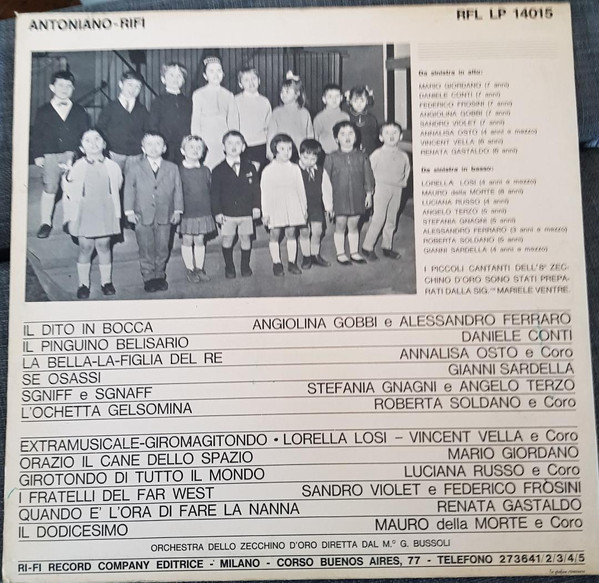 ANTONIANO-RIFI
RFL LP 14015
Da sinistra in alto:
MARIO GIORDANO (7 anni)
DANIELE CONTI (7 anni)
FEDERICO FROSINI (7 anni)
ANGIOLINA GOBBI (7 anni)
SANDRO VIOLET (7 anni)
ANNALISA OSTO (4 anni e mezzo)
VINCENT VELLA (6 anni)
RENATA GASTALDO (6 anni)
Da sinistra in basso:
LORELLA LOSI (4 anni e mezzo)
MAURO della MORTE (6 anni)
LUCIANA RUSSO (4 anni)
ANGELO TERZO (5 anni)
STEFANIA GNAGNI (5 anni)
ALESSANDRO FERRARO (3 anni e mezzo)
ROBERTA SOLDANO (5 anni)
GIANNI SARDELLA (4 anni e mezzo)
I PICCOLI CANTANTI DELL'8º ZEC-
CHINO D'ORO SONO STATI PREPA-
RATI DALLA SIG.na MARIELE VENTRE.
IL DITO IN BOCCA ANGIOLINA GOBBI e ALESSANDRO FERRARO
IL PINGUINO BELISARIO DANIELE CONTI
LA BELLA-LA-FIGLIA DEL RE ANNALISA OSTO e Coro
SE OSASSI GIANNI SARDELLA
SGNIFF e SGNAFF STEFANIA GNAGNI e ANGELO TERZO
L'OCHETTA GELSOMINA ROBERTA SOLDANO e Coro
EXTRAMUSICALE-GIROMAGITONDO • LORELLA LOSI – VINCENT VELLA e Coro
ORAZIO IL CANE DELLO SPAZIO MARIO GIORDANO
GIROTONDO DI TUTTO IL MONDO LUCIANA RUSSO e Coro
I FRATELLI DEL FAR WEST SANDRO VIOLET e FEDERICO FROSINI
QUANDO E' L'ORA DI FARE LA NANNA RENATA GASTALDO
IL DODICESIMO MAURO della MORTE e Coro
ORCHESTRA DELLO ZECCHINO D'ORO DIRETTA DAL M.º G. BUSSOLI
RI-FI RECORD COMPANY EDITRICE - MILANO - CORSO BUENOS AIRES, 77 - TELEFONO 273641/2/3/4/5